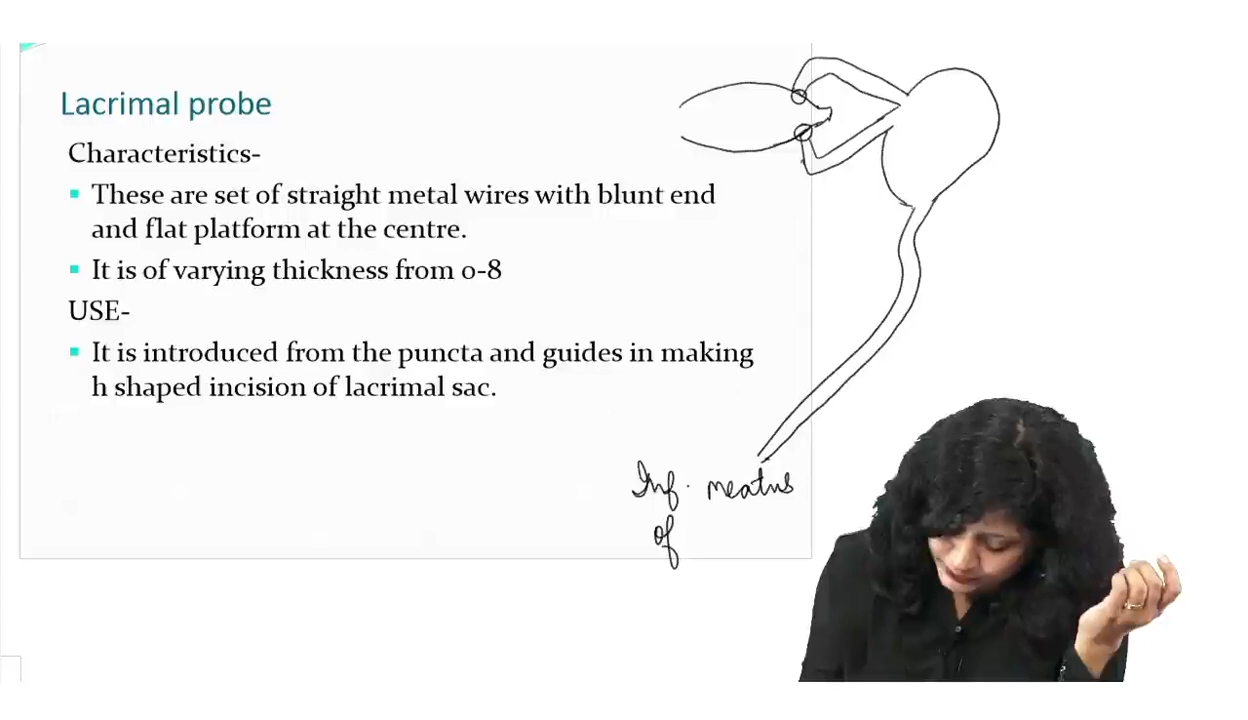 Lacrimal probe
Characteristics-
These are set of straight metal wires with blunt end
and flat platform at the centre.
It is of varying thickness from 0-8
USE-
It is introduced from the puncta and guides in making
h shaped incision of lacrimal sac.
Inf. meatus
of